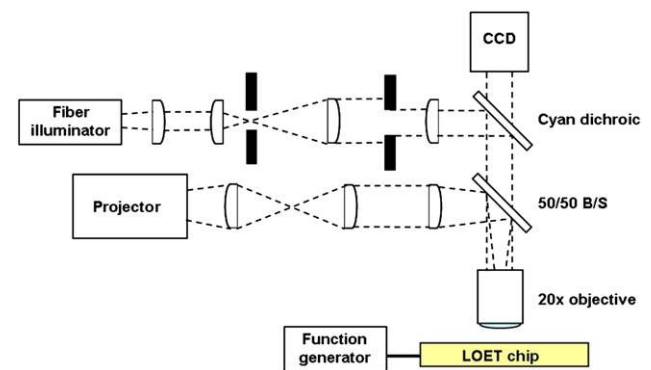 CCD
Fiber
illuminator
Cyan dichroic
Projector
50/50 B/S
20x objective
Function
generator
LOET chip